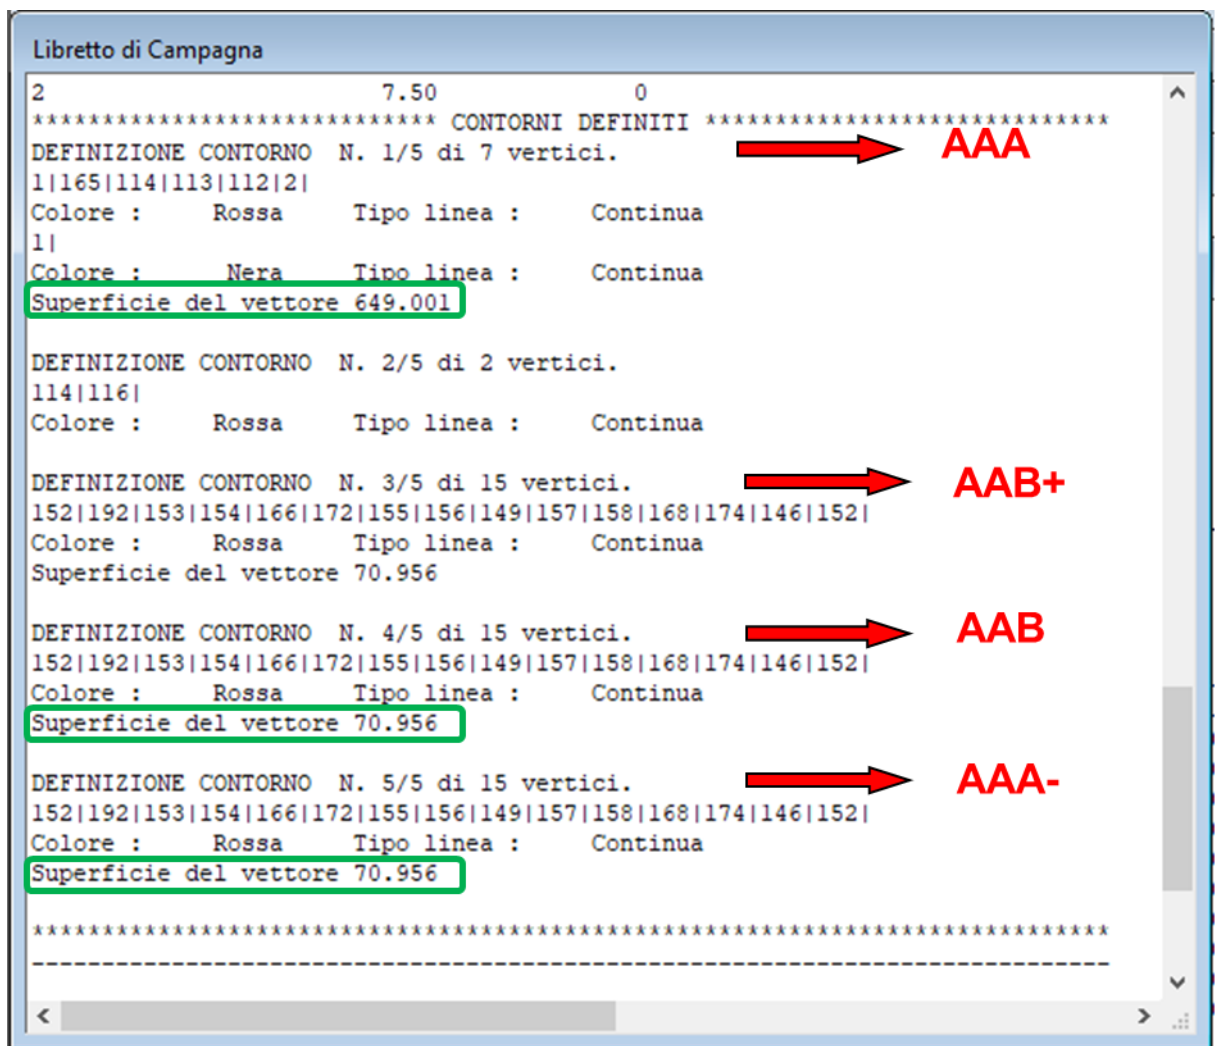 Libretto di Campagna
2 7.50 0
***************************** CONTORNI DEFINITI *****************************
DEFINIZIONE CONTORNO N. 1/5 di 7 vertici. AAA
1|165|114|113|112|2|
Colore : Rossa Tipo linea : Continua
1|
Colore : Nera Tipo linea : Continua
Superficie del vettore 649.001
DEFINIZIONE CONTORNO N. 2/5 di 2 vertici.
114|116|
Colore : Rossa Tipo linea : Continua
DEFINIZIONE CONTORNO N. 3/5 di 15 vertici. AAB+
152|192|153|154|166|172|155|156|149|157|158|168|174|146|152|
Colore : Rossa Tipo linea : Continua
Superficie del vettore 70.956
DEFINIZIONE CONTORNO N. 4/5 di 15 vertici. AAB
152|192|153|154|166|172|155|156|149|157|158|168|174|146|152|
Colore : Rossa Tipo linea : Continua
Superficie del vettore 70.956
DEFINIZIONE CONTORNO N. 5/5 di 15 vertici. AAA-
152|192|153|154|166|172|155|156|149|157|158|168|174|146|152|
Colore : Rossa Tipo linea : Continua
Superficie del vettore 70.956
*****************************************************************************
-----------------------------------------------------------------------------